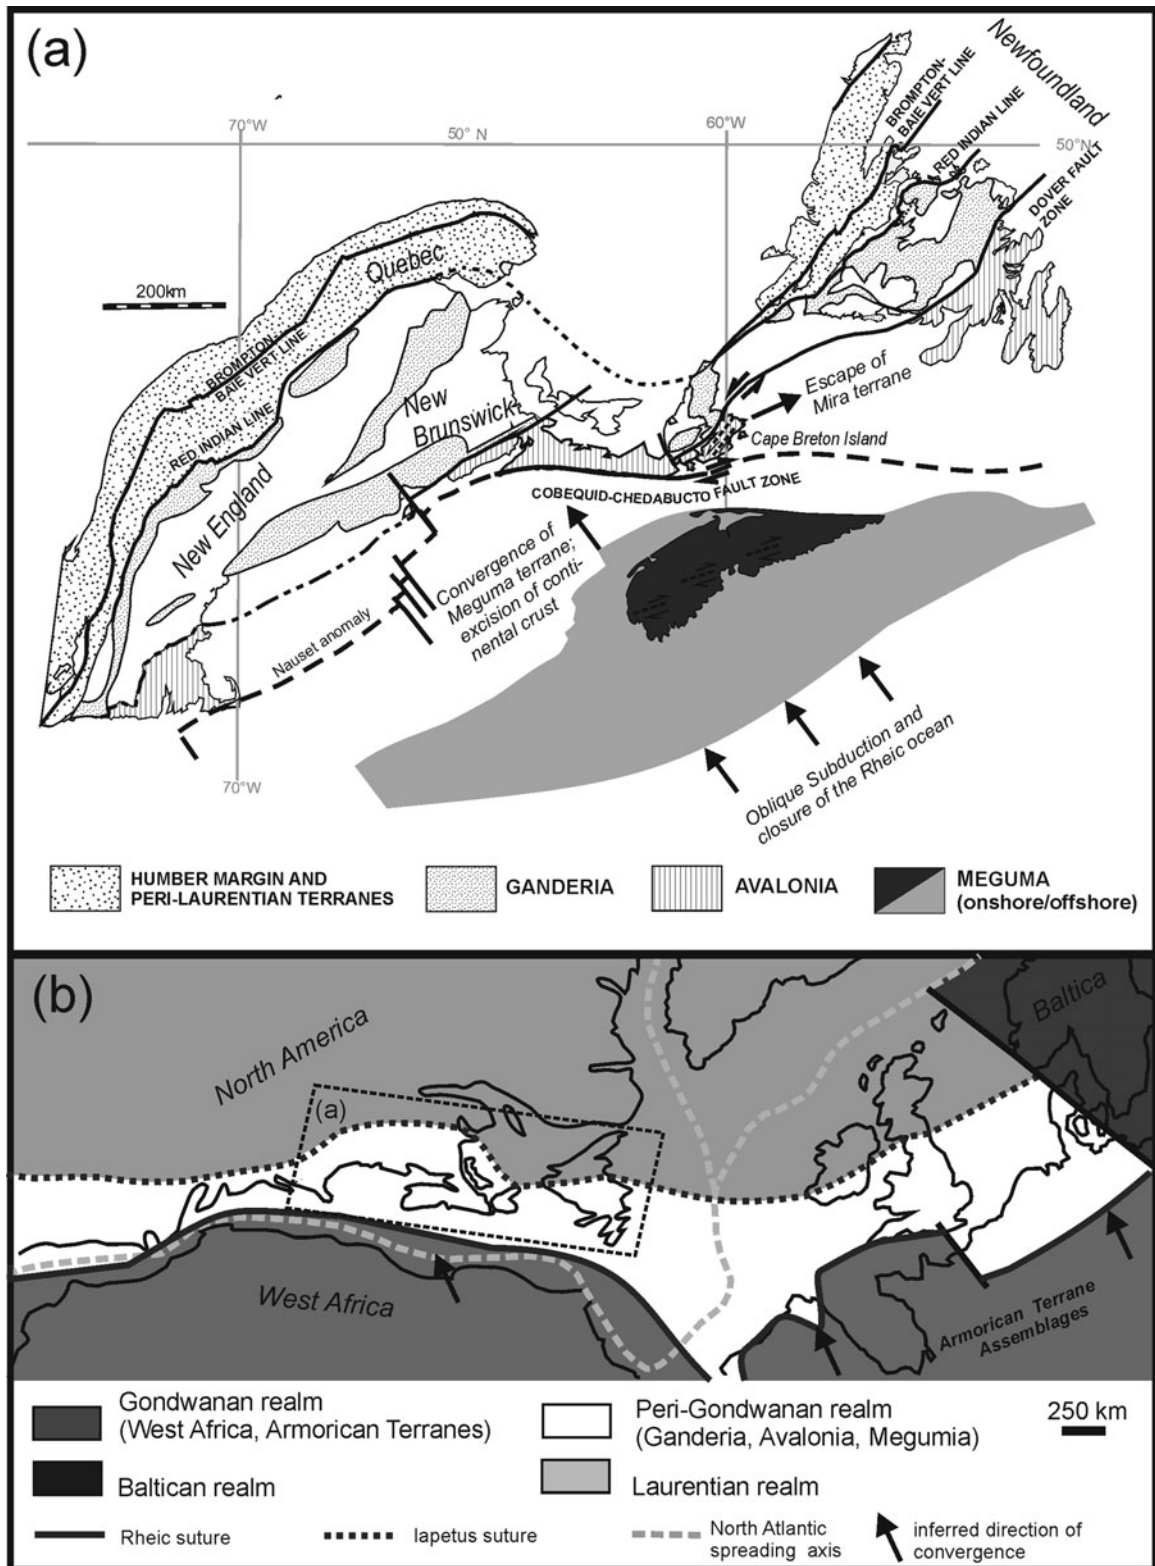 (a)
Newfoundland
BROMPTON-
BAIE VERT LINE
RED INDIAN LINE
DOVER FAULT
ZONE
70°W
50° N
60°W
50°N
200km
Quebec
BROMPTON-
BAIE VERT LINE
RED INDIAN LINE
New
Brunswick
New England
Escape of
Mira terrane
Cape Breton Island
COBEQUID-CHEDABUCTO FAULT ZONE
Convergence of
Meguma terrane;
excision of conti-
nental crust
Nauset anomaly
70°W
Oblique Subduction and
closure of the Rheic ocean
HUMBER MARGIN AND
PERI-LAURENTIAN TERRANES
GANDERIA
AVALONIA
MEGUMA
(onshore/offshore)
(b)
North America
(a)
Baltica
West Africa
Armorican Terrane
Assemblages
Gondwanan realm
(West Africa, Armorican Terranes)
Peri-Gondwanan realm
(Ganderia, Avalonia, Megumia)
250 km
Baltican realm
Laurentian realm
Rheic suture
Iapetus suture
North Atlantic
spreading axis
inferred direction of
convergence